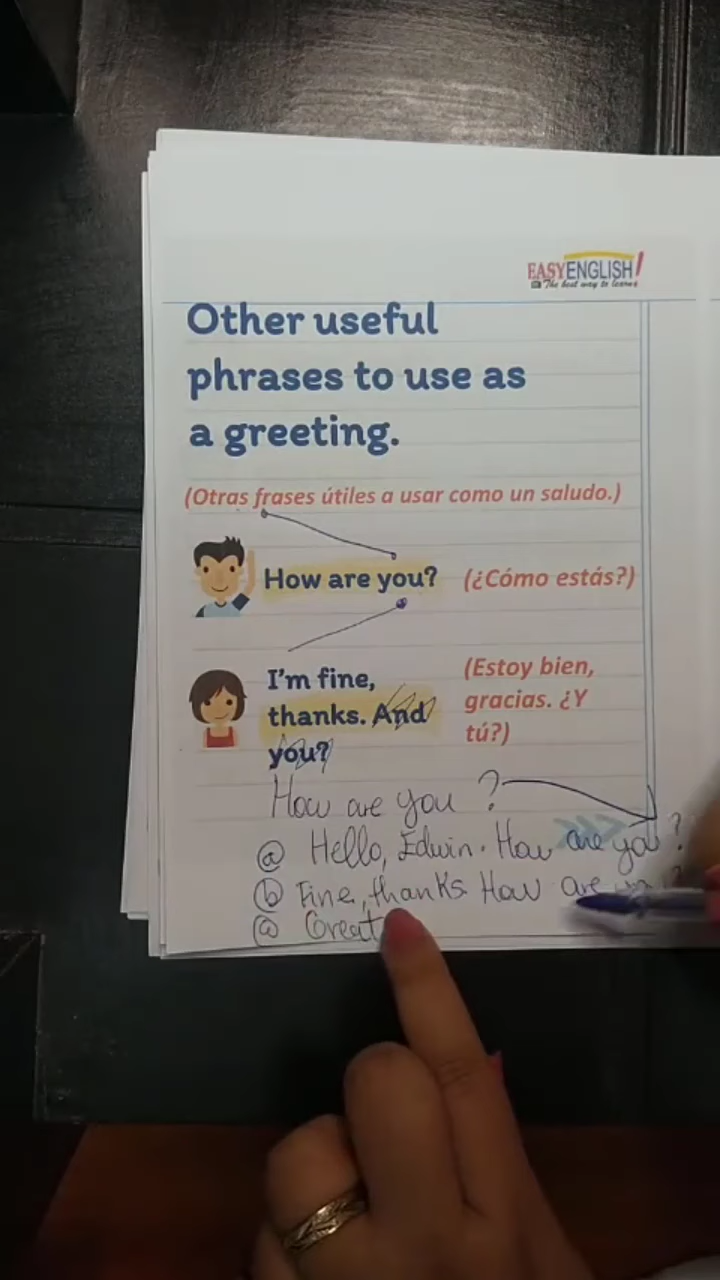 EASYENGLISH!
The best way to learn
Other useful
phrases to use as
a greeting.
(Otras frases útiles a usar como un saludo.)
How are you? (¿Cómo estás?)
I'm fine, thanks. And you?
(Estoy bien, gracias. ¿Y tú?)
How are you?
a Hello, Edwin. How are you?
b Fine, thanks How are
a Great